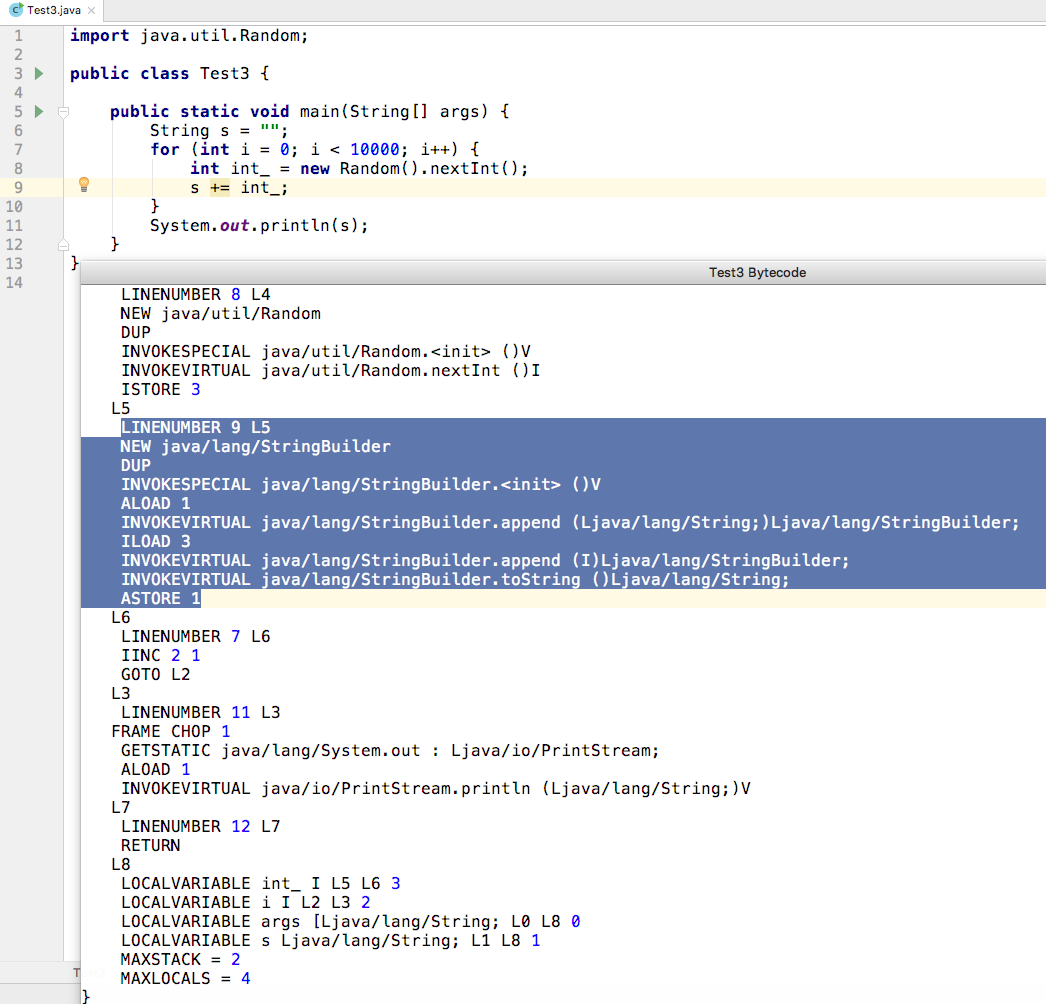 Test3.java
1 import java.util.Random;
2
3 public class Test3 {
4
5 public static void main(String[] args) {
6 String s = "";
7 for (int i = 0; i < 10000; i++) {
8 int int_ = new Random().nextInt();
9 s += int_;
10 }
11 System.out.println(s);
12 }
13 }
14
Test3 Bytecode
LINENUMBER 8 L4
NEW java/util/Random
DUP
INVOKESPECIAL java/util/Random.<init> ()V
INVOKEVIRTUAL java/util/Random.nextInt ()I
ISTORE 3
L5
LINENUMBER 9 L5
NEW java/lang/StringBuilder
DUP
INVOKESPECIAL java/lang/StringBuilder.<init> ()V
ALOAD 1
INVOKEVIRTUAL java/lang/StringBuilder.append (Ljava/lang/String;)Ljava/lang/StringBuilder;
ILOAD 3
INVOKEVIRTUAL java/lang/StringBuilder.append (I)Ljava/lang/StringBuilder;
INVOKEVIRTUAL java/lang/StringBuilder.toString ()Ljava/lang/String;
ASTORE 1
L6
LINENUMBER 7 L6
IINC 2 1
GOTO L2
L3
LINENUMBER 11 L3
FRAME CHOP 1
GETSTATIC java/lang/System.out : Ljava/io/PrintStream;
ALOAD 1
INVOKEVIRTUAL java/io/PrintStream.println (Ljava/lang/String;)V
L7
LINENUMBER 12 L7
RETURN
L8
LOCALVARIABLE int_ I L5 L6 3
LOCALVARIABLE i I L2 L3 2
LOCALVARIABLE args [Ljava/lang/String; L0 L8 0
LOCALVARIABLE s Ljava/lang/String; L1 L8 1
MAXSTACK = 2
MAXLOCALS = 4
}